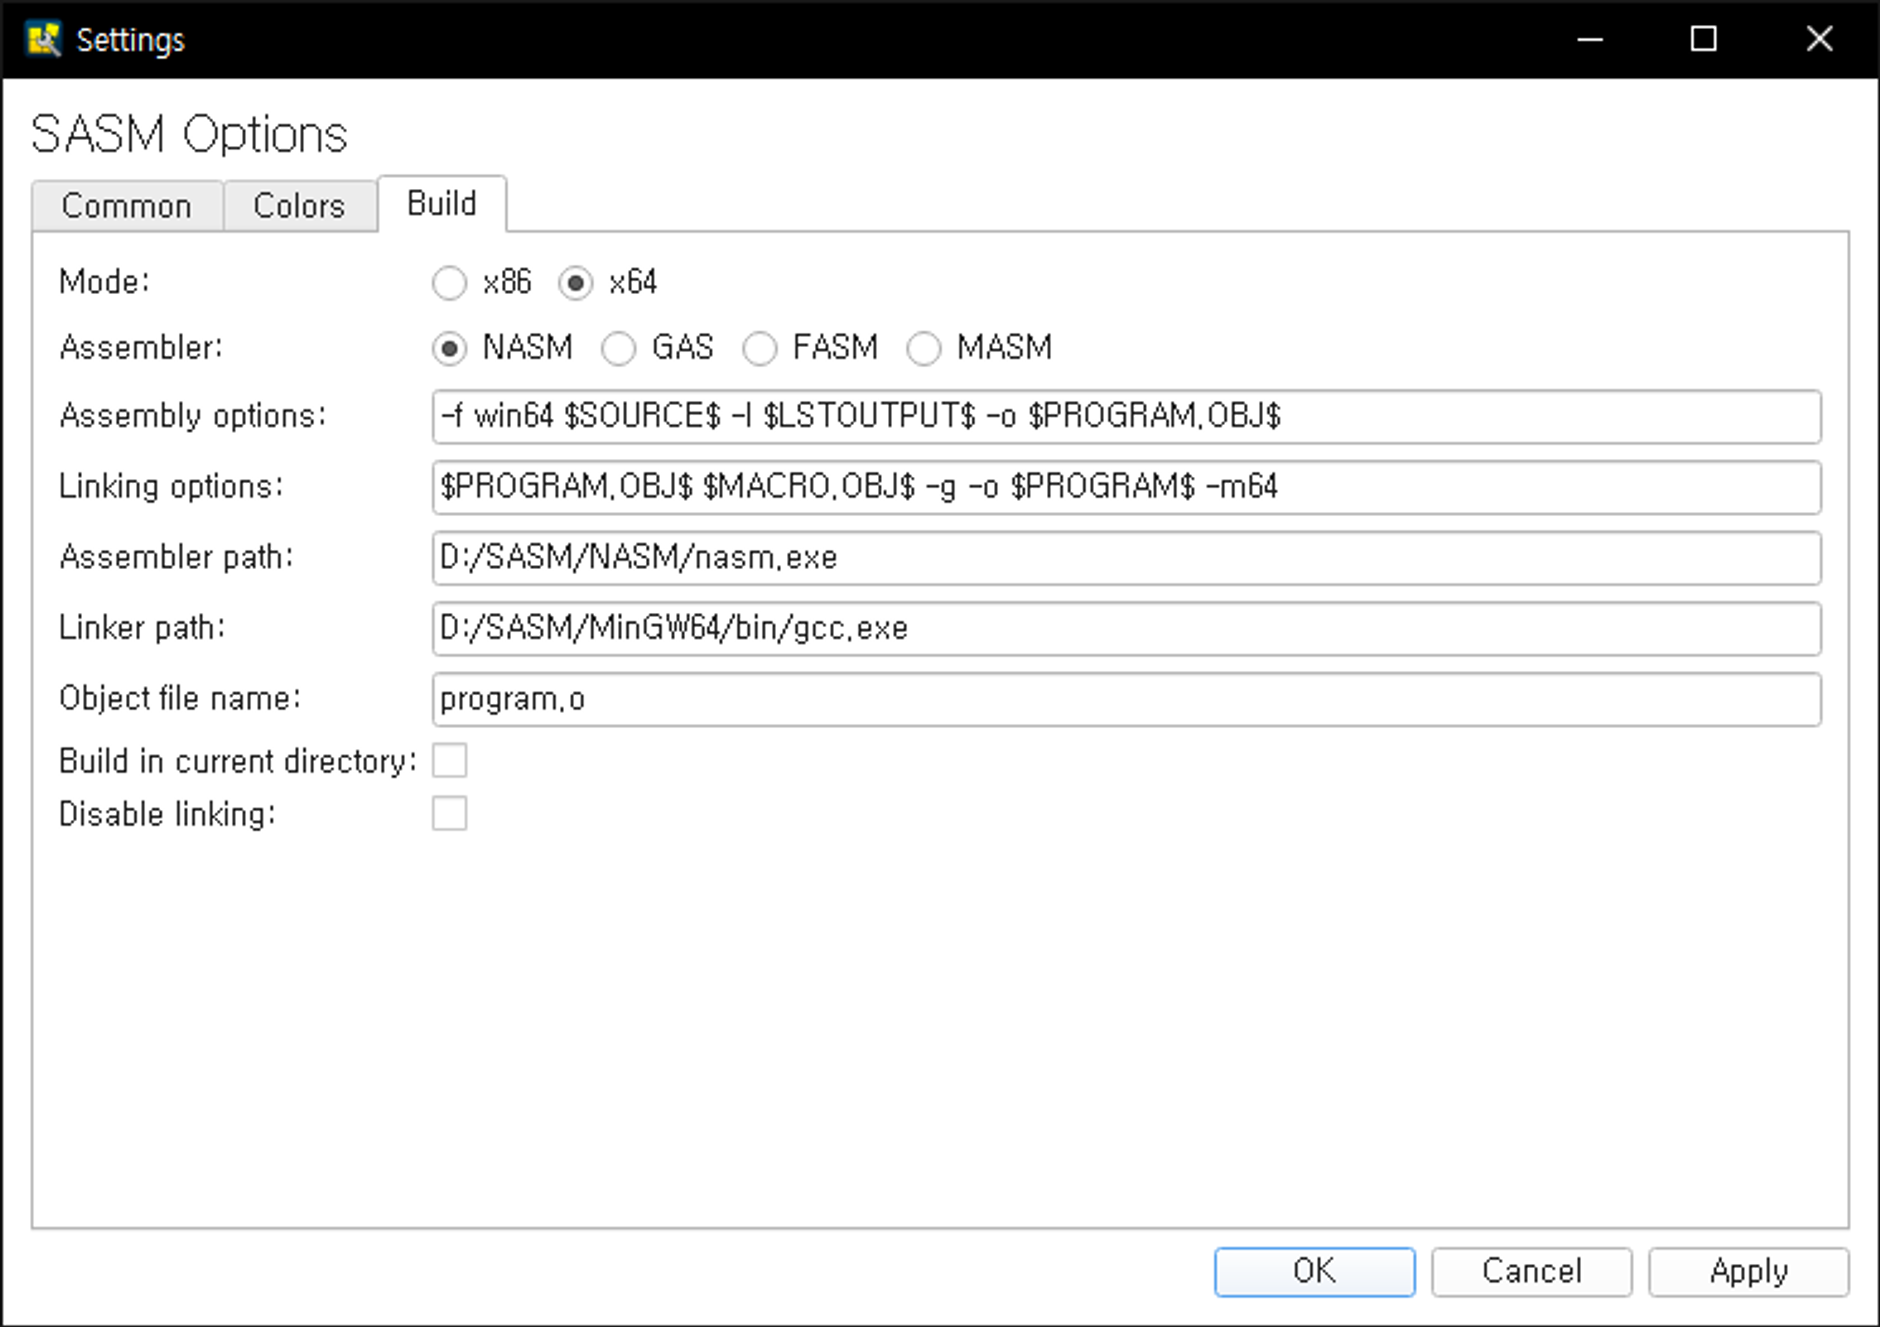 Settings
SASM Options
Common Colors Build
Mode: x86 x64
Assembler: NASM GAS FASM MASM
Assembly options: -f win64 $SOURCE$ -l $LSTOUTPUT$ -o $PROGRAM.OBJ$
Linking options: $PROGRAM.OBJ$ $MACRO.OBJ$ -g -o $PROGRAM$ -m64
Assembler path: D:/SASM/NASM/nasm.exe
Linker path: D:/SASM/MinGW64/bin/gcc.exe
Object file name: program.o
Build in current directory:
Disable linking:
OK Cancel Apply